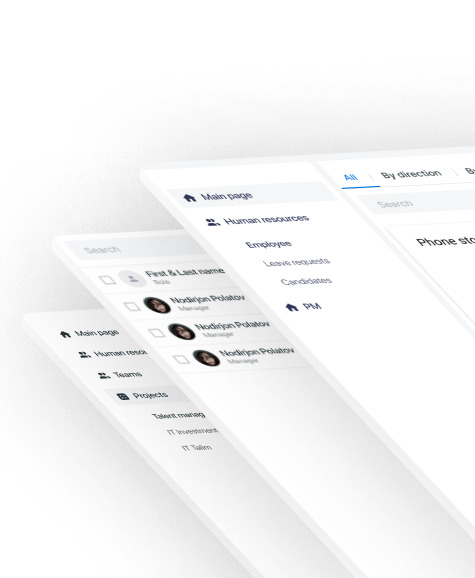 All
By direction
Search
Phone sto
Main page
Human resources
Employee
Leave requests
Candidates
PM
Search
First & Last name
Role
Nodirjon Polatov
Manager
Nodirjon Polatov
Manager
Nodirjon Polatov
Manager
Main page
Human resou
Teams
Projects
Talent manag
IT Investment
IT Talim